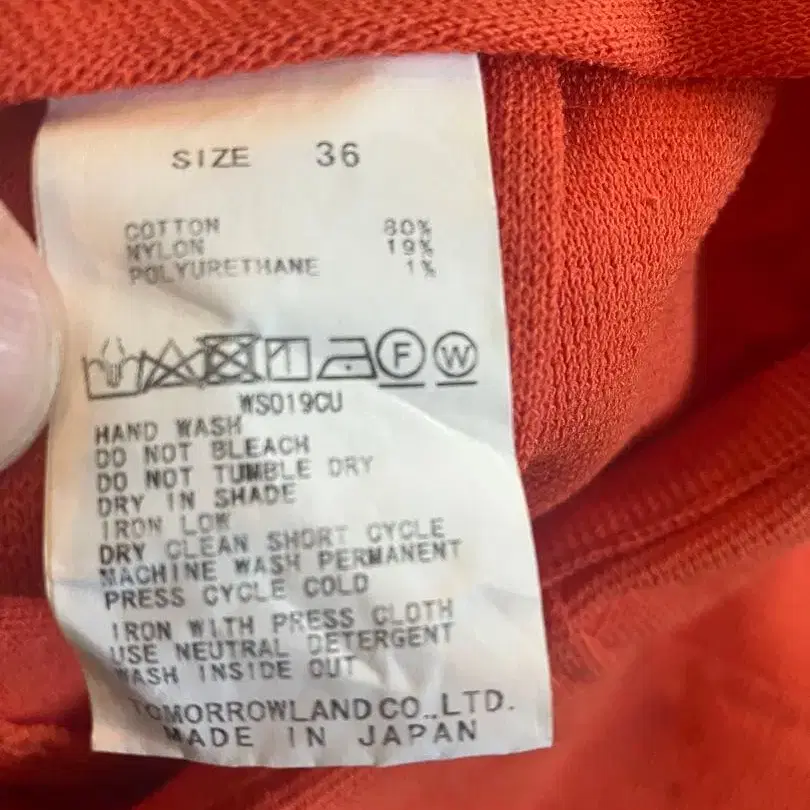 SIZE 36
COTTON 80%
NYLON 19%
POLYURETHANE 1%
F W
WS019CU
HAND WASH
DO NOT BLEACH
DO NOT TUMBLE DRY
DRY IN SHADE
IRON LOW
DRY CLEAN SHORT CYCLE
MACHINE WASH PERMANENT
PRESS CYCLE COLD
IRON WITH PRESS CLOTH
USE NEUTRAL DETERGENT
WASH INSIDE OUT
TOMORROWLAND CO.,LTD.
MADE IN JAPAN